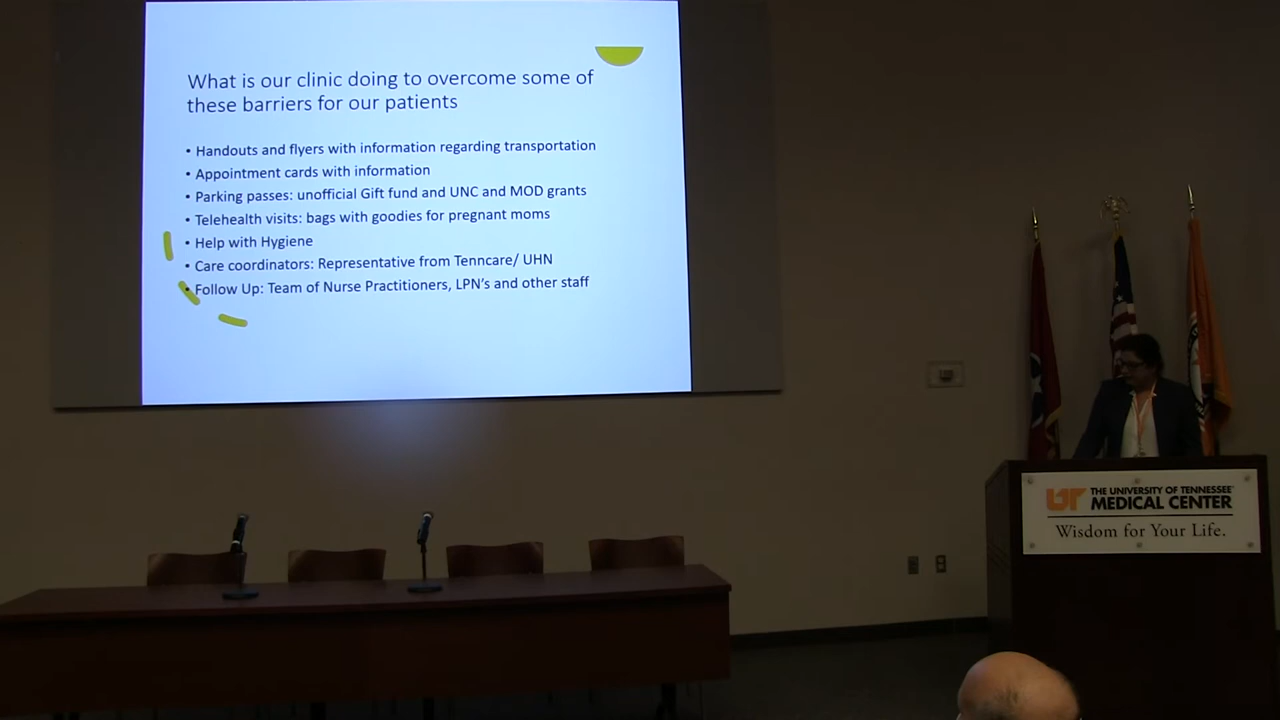 What is our clinic doing to overcome some of
these barriers for our patients
• Handouts and flyers with information regarding transportation
• Appointment cards with information
• Parking passes: unofficial Gift fund and UNC and MOD grants
• Telehealth visits: bags with goodies for pregnant moms
• Help with Hygiene
• Care coordinators: Representative from Tenncare/ UHN
• Follow Up: Team of Nurse Practitioners, LPN's and other staff
UT THE UNIVERSITY OF TENNESSEE
MEDICAL CENTER
Wisdom for Your Life.